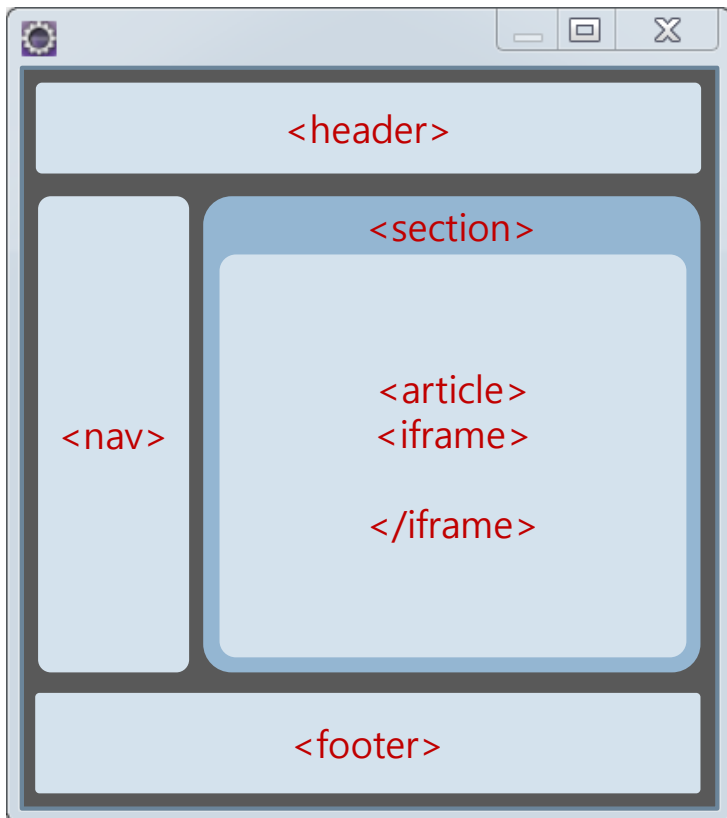 <header>
<nav>
<section>
<article>
<iframe>
</iframe>
<footer>